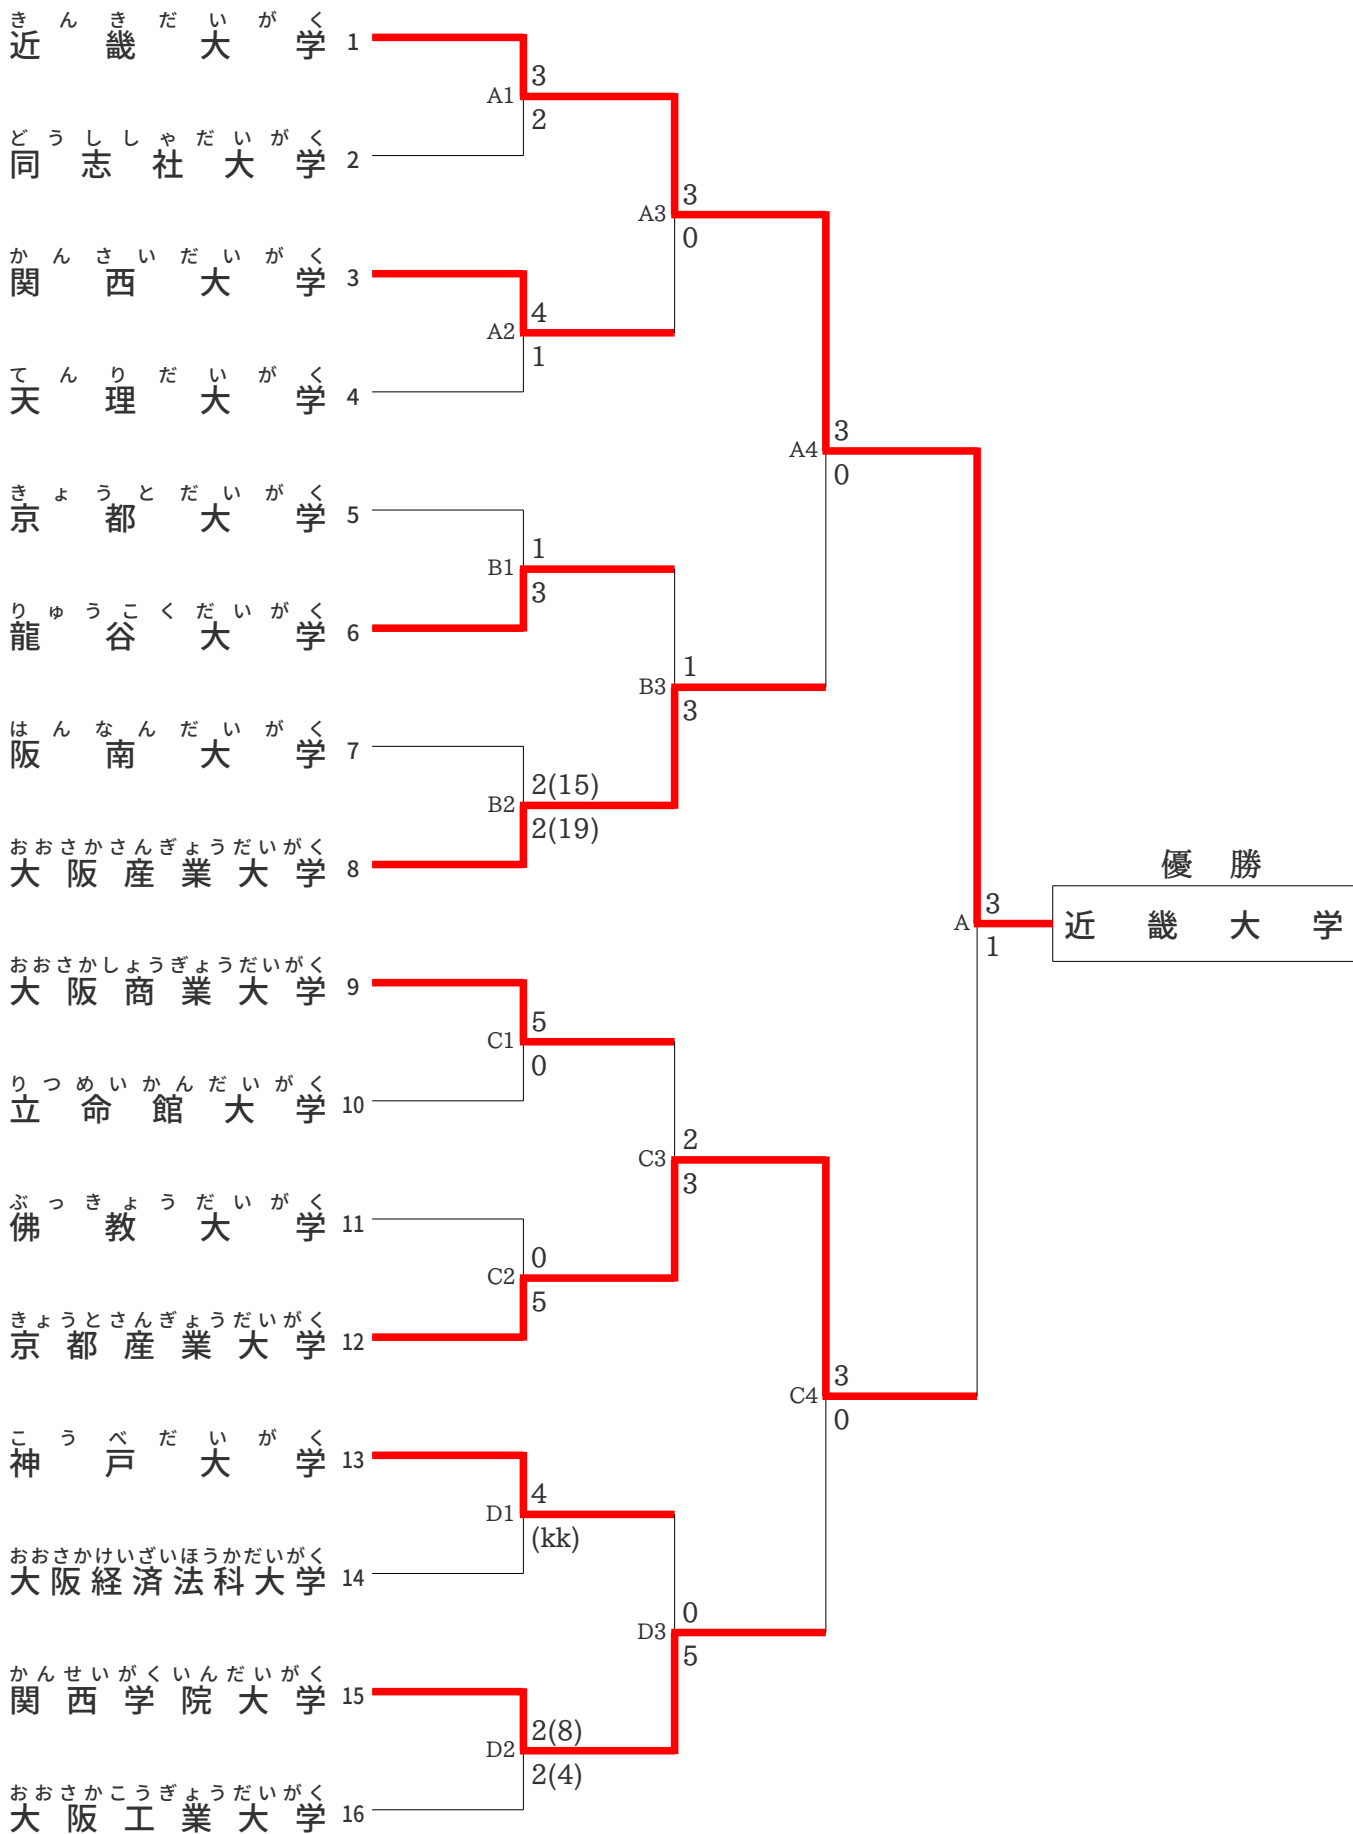 きんきだいがく
近畿大学 1
3
A1
2
どうししゃだいがく
同志社大学 2
3
A3
0
かんさいだいがく
関西大学 3
4
A2
1
てんりだいがく
天理大学 4
3
A4
0
きょうとだいがく
京都大学 5
1
B1
3
りゅうこくだいがく
龍谷大学 6
1
B3
3
はんなんだいがく
阪南大学 7
2(15)
B2
2(19)
おおさかさんぎょうだいがく
大阪産業大学 8
優勝
3
A
近畿大学
1
おおさかしょうぎょうだいがく
大阪商業大学 9
5
C1
0
りつめいかんだいがく
立命館大学 10
2
C3
3
ぶっきょうだいがく
佛教大学 11
0
C2
5
きょうとさんぎょうだいがく
京都産業大学 12
3
C4
0
こうべだいがく
神戸大学 13
4
D1
(kk)
おおさかけいざいほうかだいがく
大阪経済法科大学 14
0
D3
5
かんせいがくいんだいがく
関西学院大学 15
2(8)
D2
2(4)
おおさかこうぎょうだいがく
大阪工業大学 16